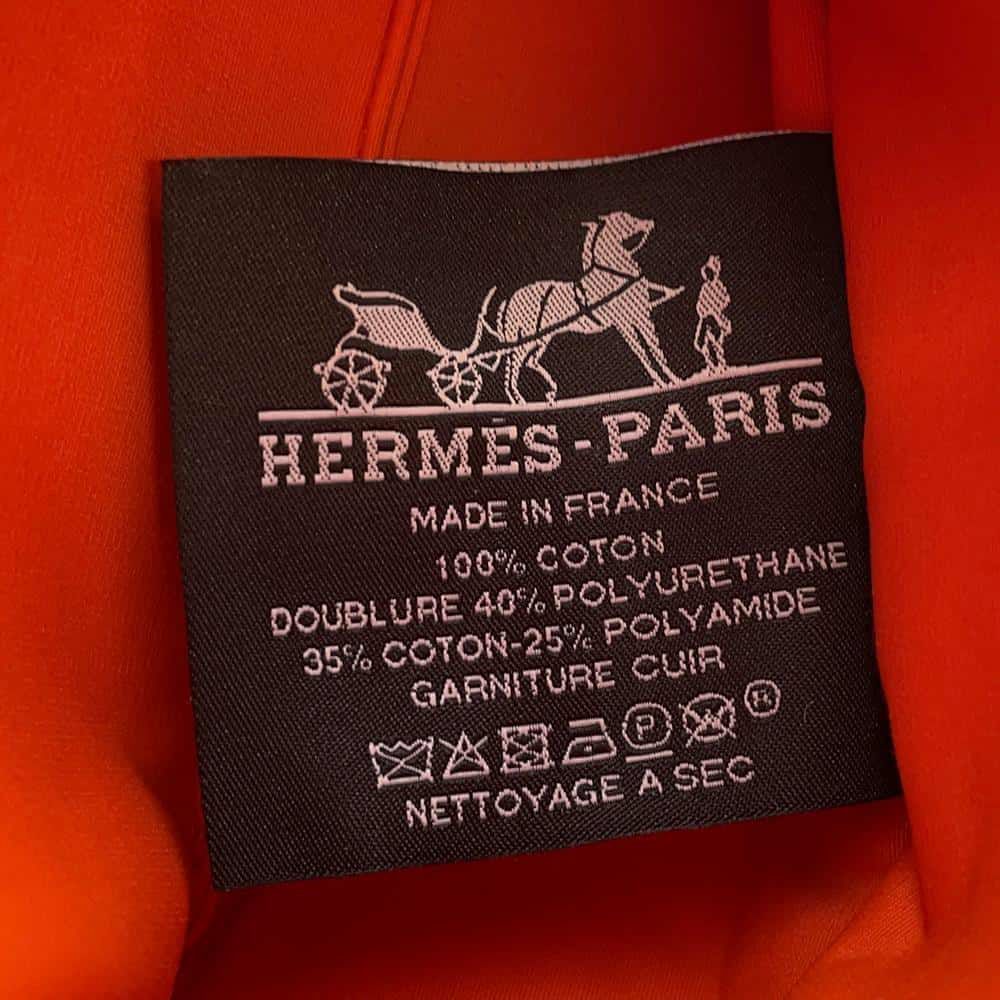 HERMÈS-PARIS
MADE IN FRANCE
100% COTON
DOUBLURE 40% POLYURETHANE
35% COTON-25% POLYAMIDE
GARNITURE CUIR
P W ®
NETTOYAGE A SEC